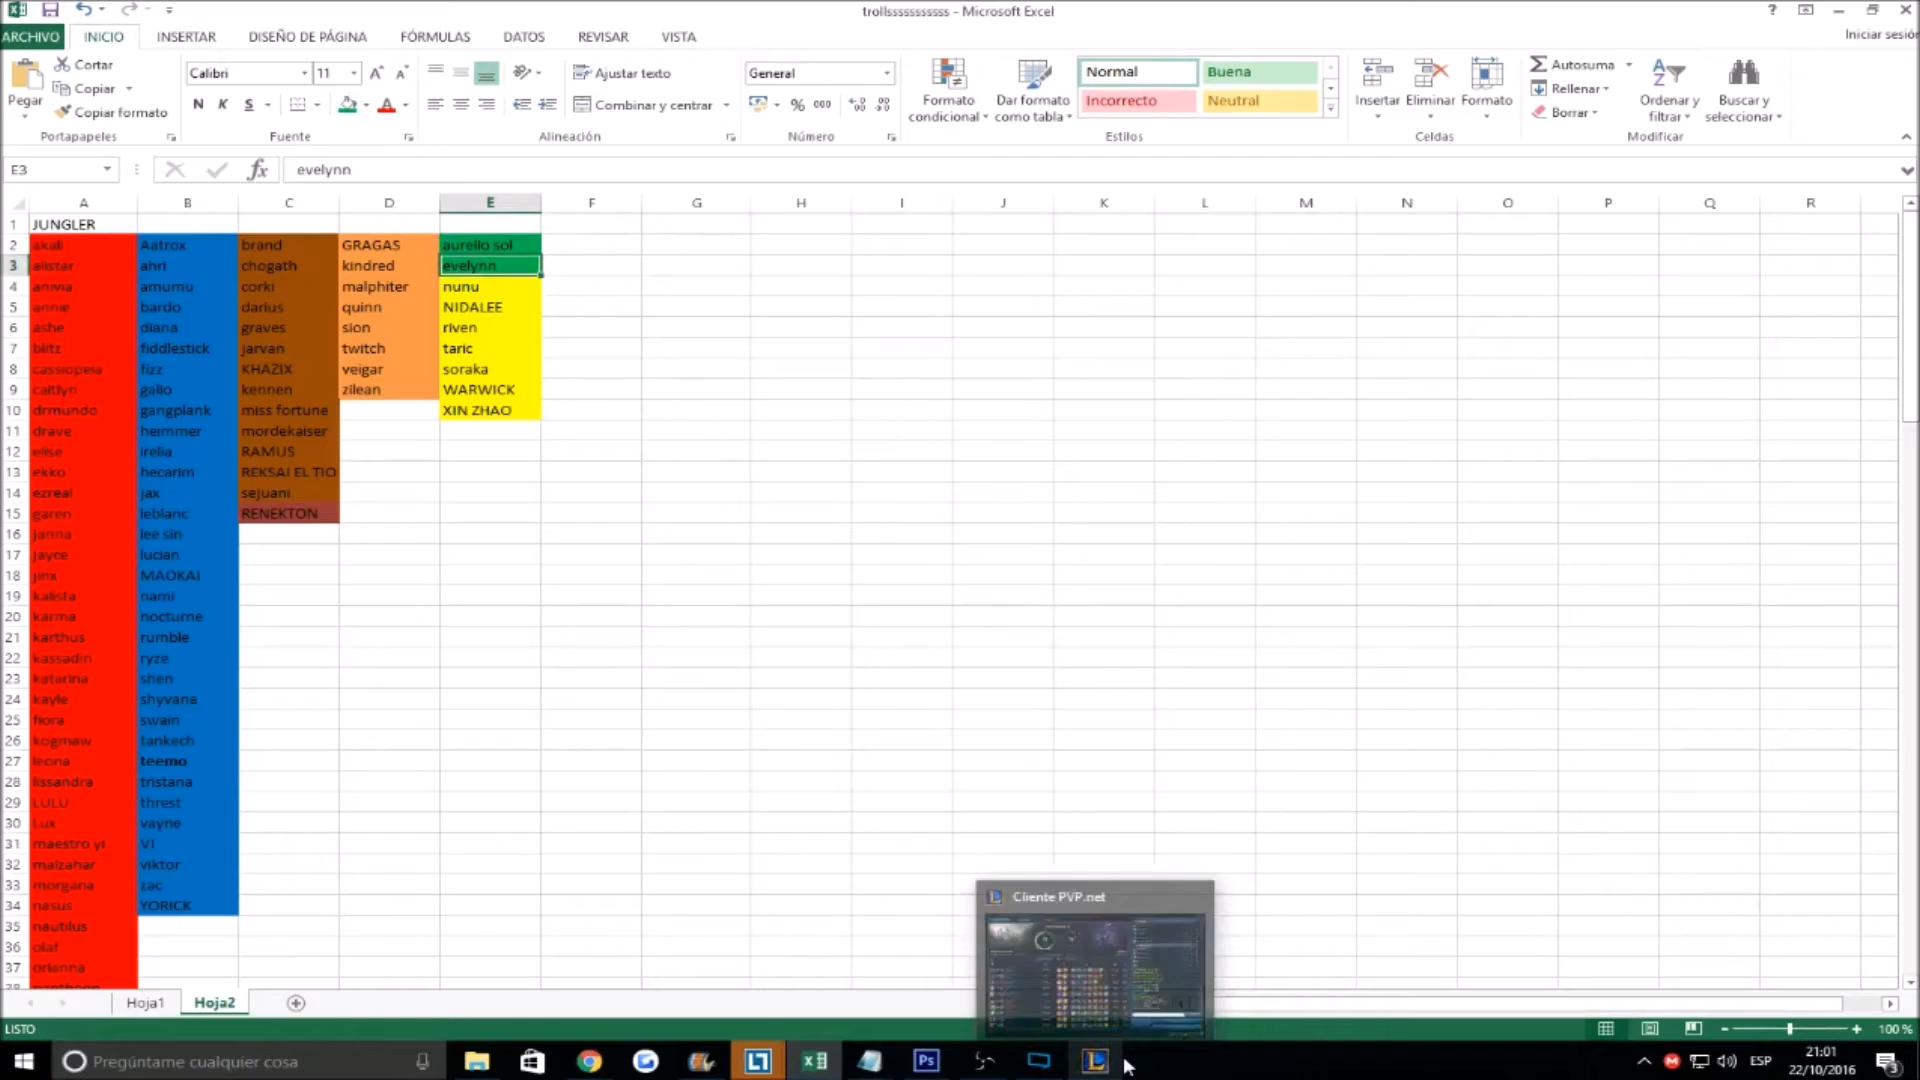 trollsssssssssss - Microsoft Excel
Iniciar sesión
ARCHIVO INICIO INSERTAR DISEÑO DE PÁGINA FÓRMULAS DATOS REVISAR VISTA
Pegar
Cortar
Copiar
Copiar formato
Portapapeles
Calibri 11
N K S
Fuente
Ajustar texto
Combinar y centrar
Alineación
General
% 000
Número
Formato condicional
Dar formato como tabla
Normal Buena
Incorrecto Neutral
Estilos
Insertar Eliminar Formato
Celdas
Autosuma
Rellenar
Borrar
Ordenar y filtrar
Buscar y seleccionar
Modificar
E3 fx evelynn
A B C D E F G H I J K L M N O P Q R
1 JUNGLER
2 akali Aatrox brand GRAGAS aurelio sol
3 alistar ahri chogath kindred evelynn
4 anivia amumu corki malphiter nunu
5 annie bardo darius quinn NIDALEE
6 ashe diana graves sion riven
7 blitz fiddlestick jarvan twitch taric
8 cassiopeia fizz KHAZIX veigar soraka
9 caitlyn galio kennen zilean WARWICK
10 drmundo gangplank miss fortune XIN ZHAO
11 drave heimmer mordekaiser
12 elise irelia RAMUS
13 ekko hecarim REKSAI EL TIO
14 ezreal jax sejuani
15 garen leblanc RENEKTON
16 janna lee sin
17 jayce lucian
18 jinx MAOKAI
19 kalista nami
20 karma nocturne
21 karthus rumble
22 kassadin ryze
23 katarina shen
24 kayle shyvana
25 fiora swain
26 kogmaw tankech
27 leona teemo
28 lissandra tristana
29 LULU threst
30 Lux vayne
31 maestro yi VI
32 malzahar viktor
33 morgana zac
34 nasus YORICK
35 nautilus
36 olaf
37 orianna
38 pantheon
Cliente PVP.net
Hoja1 Hoja2
LISTO 100 %
Pregúntame cualquier cosa
ESP
21:01
22/10/2016
3